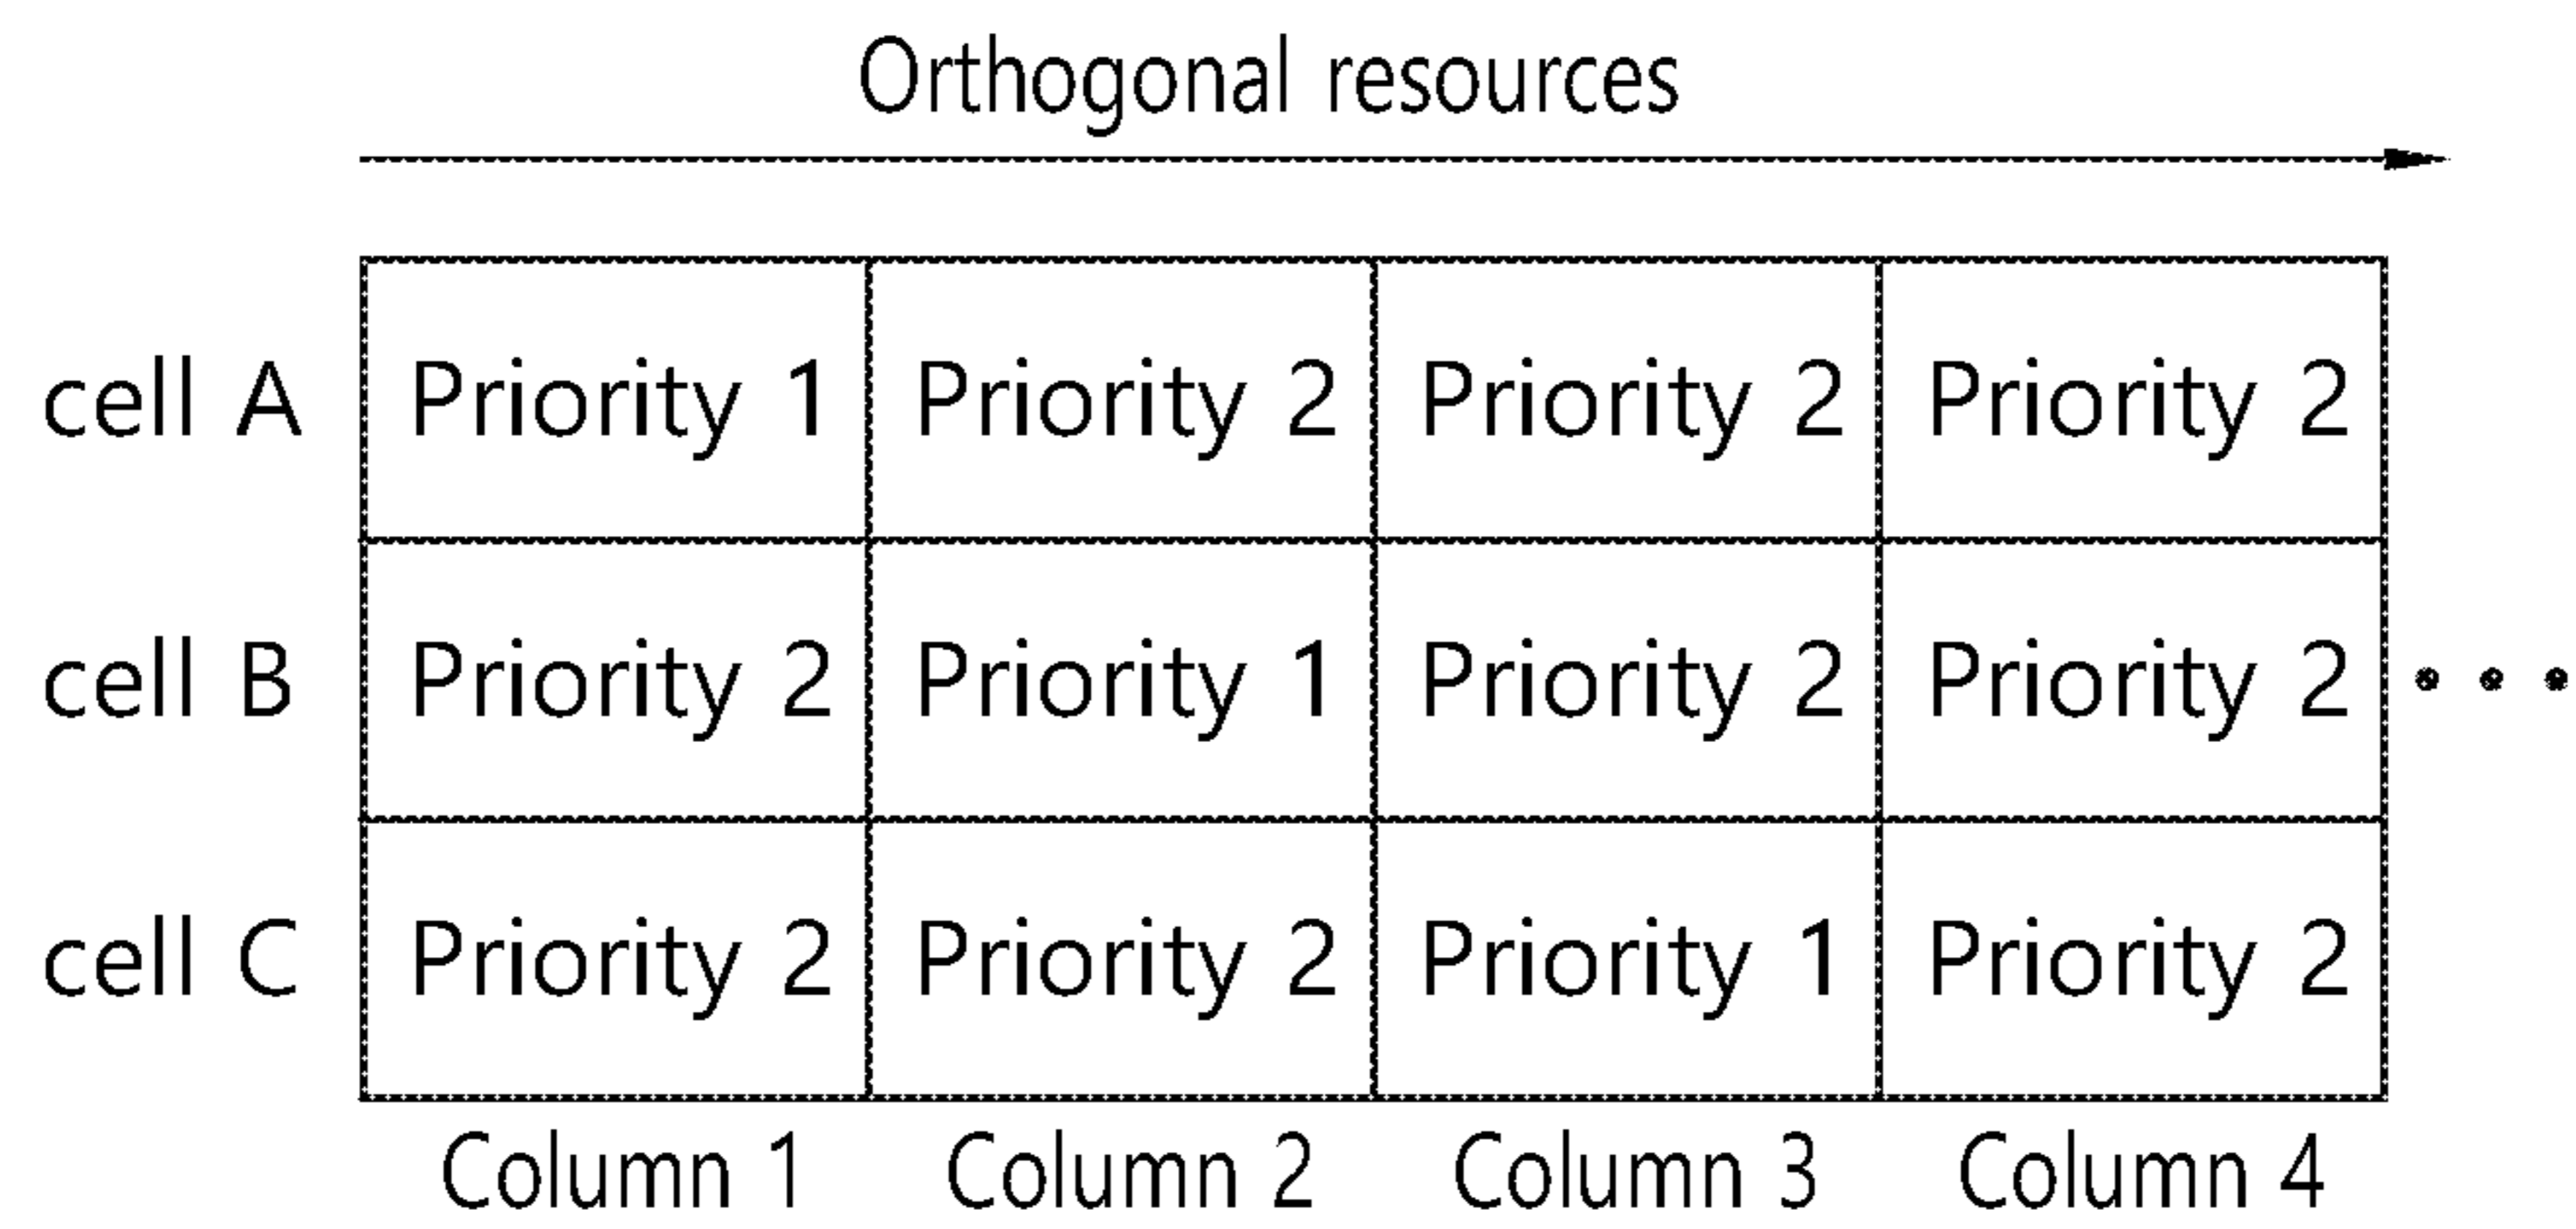 Orthogonal resources
cell A Priority 1 Priority 2 Priority 2 Priority 2
cell B Priority 2 Priority 1 Priority 2 Priority 2
cell C Priority 2 Priority 2 Priority 1 Priority 2
Column 1 Column 2 Column 3 Column 4